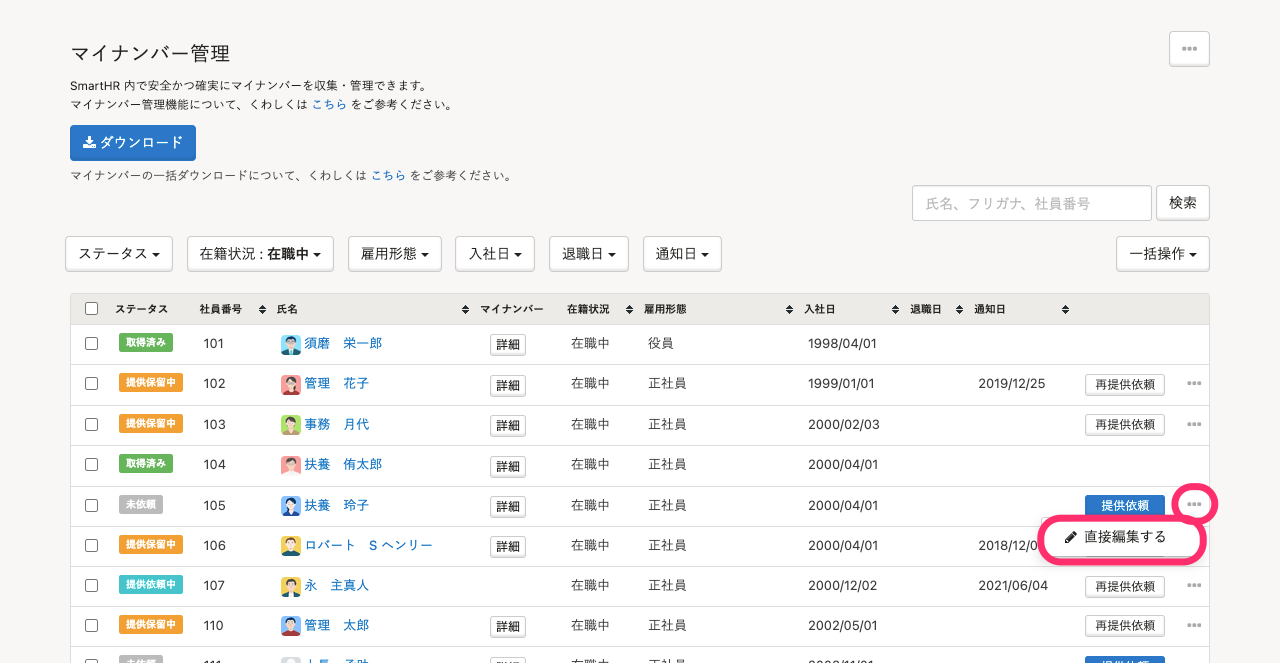 マイナンバー管理
•••
SmartHR 内で安全かつ確実にマイナンバーを収集・管理できます。
マイナンバー管理機能について、くわしくは こちら をご参考ください。
ダウンロード
マイナンバーの一括ダウンロードについて、くわしくは こちら をご参考ください。
氏名、フリガナ、社員番号 検索
ステータス 在籍状況 : 在職中 雇用形態 入社日 退職日 通知日 一括操作
ステータス 社員番号 氏名 マイナンバー 在籍状況 雇用形態 入社日 退職日 通知日
取得済み 101 須磨 栄一郎 詳細 在職中 役員 1998/04/01
提供保留中 102 管理 花子 詳細 在職中 正社員 1999/01/01 2019/12/25 再提供依頼 •••
提供保留中 103 事務 月代 詳細 在職中 正社員 2000/02/03 再提供依頼 •••
取得済み 104 扶養 侑太郎 詳細 在職中 正社員 2000/04/01
未依頼 105 扶養 玲子 詳細 在職中 正社員 2000/04/01 提供依頼 •••
直接編集する
提供保留中 106 ロバート S ヘンリー 詳細 在職中 正社員 2000/04/01 2018/12/0
提供依頼中 107 永 主真人 在職中 正社員 2000/12/02 2021/06/04 再提供依頼 •••
提供保留中 110 管理 太郎 詳細 在職中 正社員 2002/05/01 再提供依頼 •••